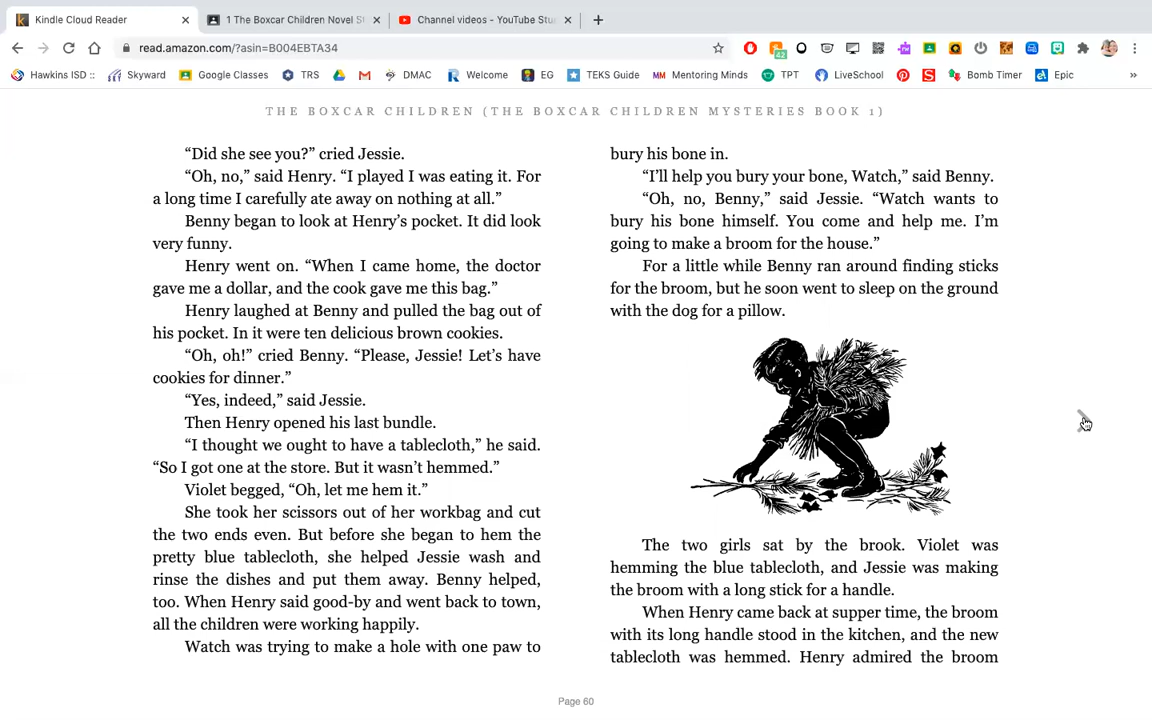 Kindle Cloud Reader
1 The Boxcar Children Novel St
Channel videos - YouTube Stu
read.amazon.com/?asin=B004EBTA34
42
Hawkins ISD ::
Skyward
Google Classes
TRS
DMAC
Welcome
EG
TEKS Guide
MM Mentoring Minds
TPT
LiveSchool
Bomb Timer
Epic
»
THE BOXCAR CHILDREN (THE BOXCAR CHILDREN MYSTERIES BOOK 1)
“Did she see you?” cried Jessie.
“Oh, no,” said Henry. “I played I was eating it. For
a long time I carefully ate away on nothing at all.”
Benny began to look at Henry’s pocket. It did look
very funny.
Henry went on. “When I came home, the doctor
gave me a dollar, and the cook gave me this bag.”
Henry laughed at Benny and pulled the bag out of
his pocket. In it were ten delicious brown cookies.
“Oh, oh!” cried Benny. “Please, Jessie! Let’s have
cookies for dinner.”
“Yes, indeed,” said Jessie.
Then Henry opened his last bundle.
“I thought we ought to have a tablecloth,” he said.
“So I got one at the store. But it wasn’t hemmed.”
Violet begged, “Oh, let me hem it.”
She took her scissors out of her workbag and cut
the two ends even. But before she began to hem the
pretty blue tablecloth, she helped Jessie wash and
rinse the dishes and put them away. Benny helped,
too. When Henry said good-by and went back to town,
all the children were working happily.
Watch was trying to make a hole with one paw to
bury his bone in.
“I’ll help you bury your bone, Watch,” said Benny.
“Oh, no, Benny,” said Jessie. “Watch wants to
bury his bone himself. You come and help me. I’m
going to make a broom for the house.”
For a little while Benny ran around finding sticks
for the broom, but he soon went to sleep on the ground
with the dog for a pillow.
The two girls sat by the brook. Violet was
hemming the blue tablecloth, and Jessie was making
the broom with a long stick for a handle.
When Henry came back at supper time, the broom
with its long handle stood in the kitchen, and the new
tablecloth was hemmed. Henry admired the broom
Page 60